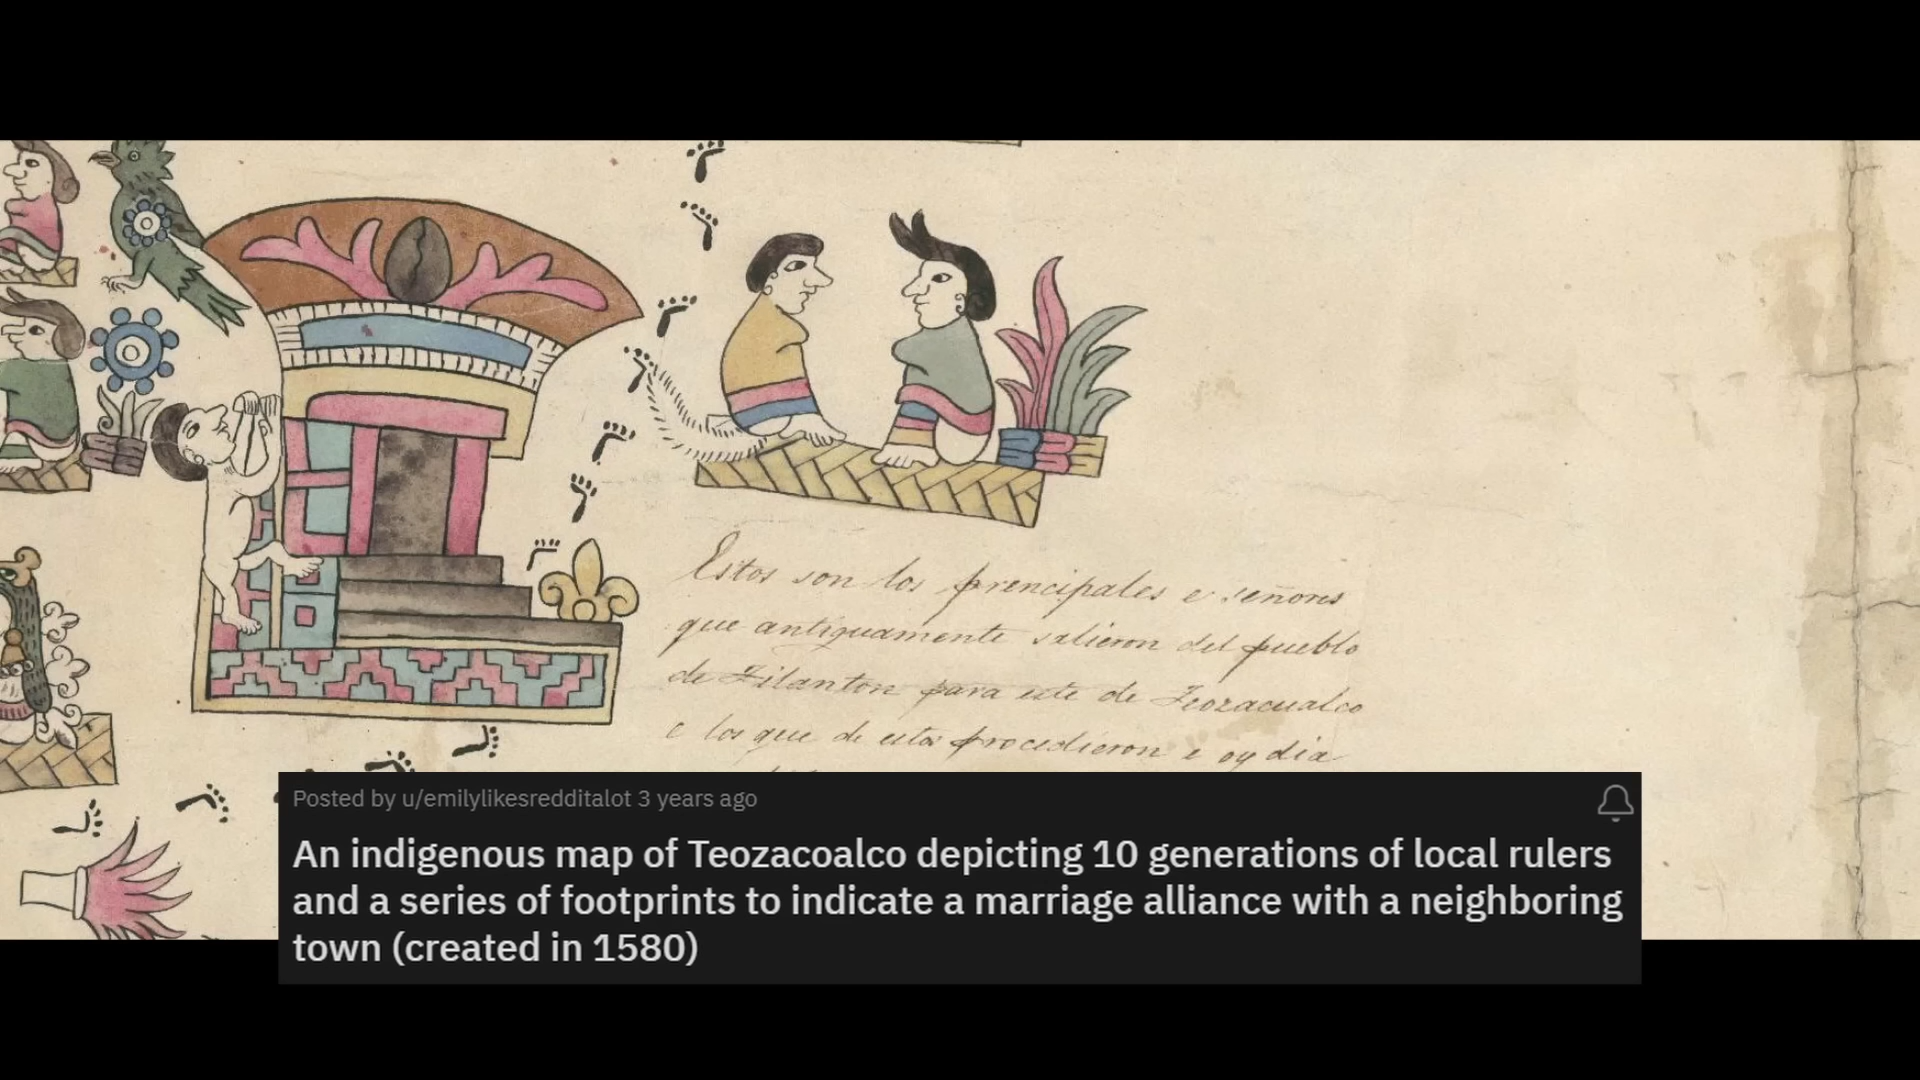 Estos son los prencipales e señores
que antiguamente salieron del pueblo
de Tilanton para este de Teozacualco
e los que de estos procedieron e oy dia
Posted by u/emilylikesredditalot 3 years ago
An indigenous map of Teozacoalco depicting 10 generations of local rulers
and a series of footprints to indicate a marriage alliance with a neighboring
town (created in 1580)